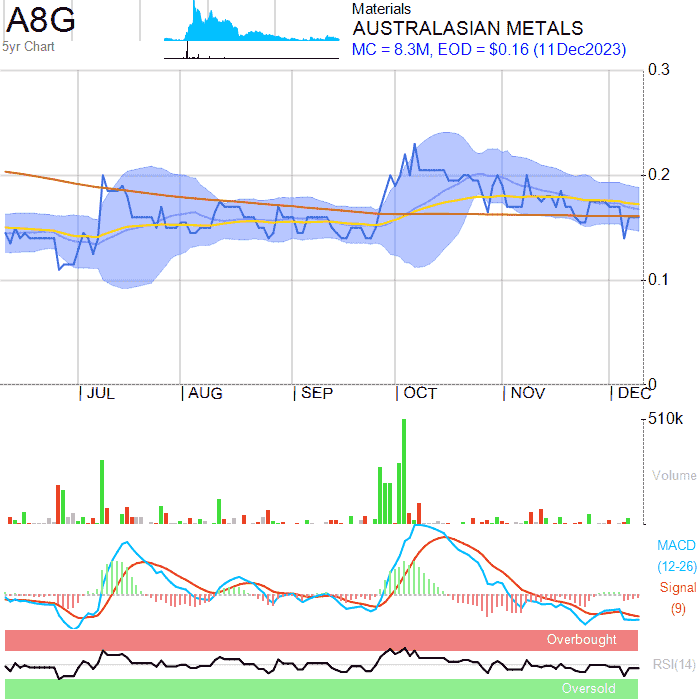 A8G
5yr Chart
Materials
AUSTRALASIAN METALS
MC = 8.3M, EOD = $0.16 (11Dec2023)
0.3
0.2
0.1
0
JUL
AUG
SEP
OCT
NOV
DEC
510k
Volume
MACD
(12-26)
Signal
(9)
Overbought
RSI(14)
Oversold